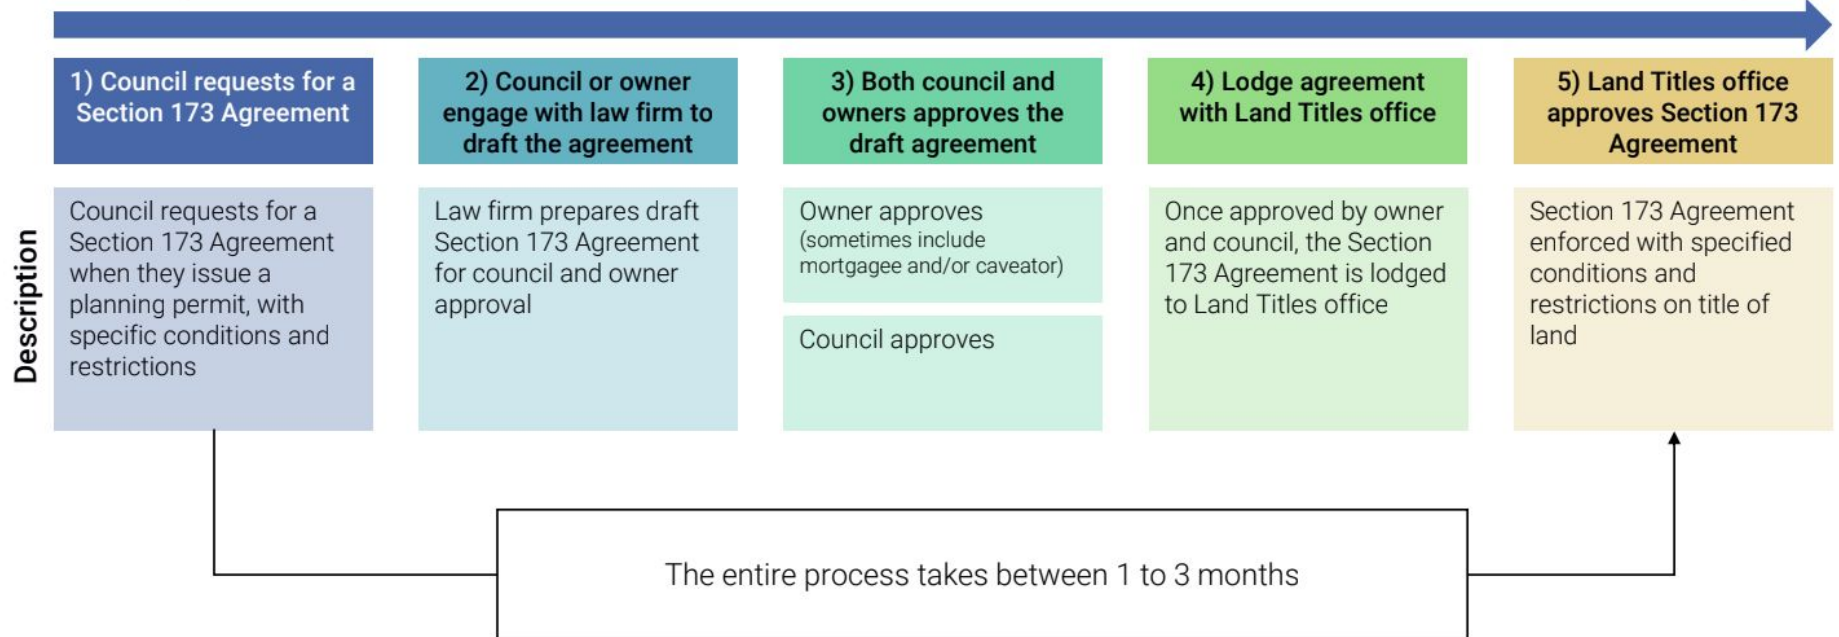 1) Council requests for a
Section 173 Agreement
2) Council or owner
engage with law firm to
draft the agreement
3) Both council and
owners approves the
draft agreement
4) Lodge agreement
with Land Titles office
5) Land Titles office
approves Section 173
Agreement
Description
Council requests for a
Section 173 Agreement
when they issue a
planning permit, with
specific conditions and
restrictions
Law firm prepares draft
Section 173 Agreement
for council and owner
approval
Owner approves
(sometimes include
mortgagee and/or caveator)
Council approves
Once approved by owner
and council, the Section
173 Agreement is lodged
to Land Titles office
Section 173 Agreement
enforced with specified
conditions and
restrictions on title of
land
The entire process takes between 1 to 3 months